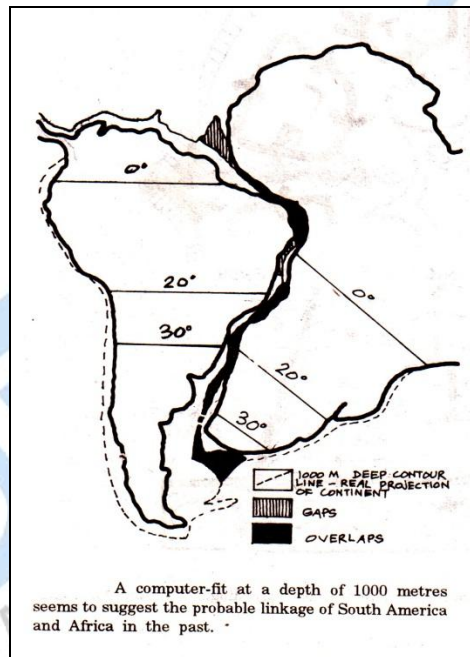 0°
0°
20°
30°
20°
30°
1000 M DEEP CONTOUR
LINE - REAL PROJECTION
OF CONTINENT
GAPS
OVERLAPS
A computer-fit at a depth of 1000 metres
seems to suggest the probable linkage of South America
and Africa in the past.